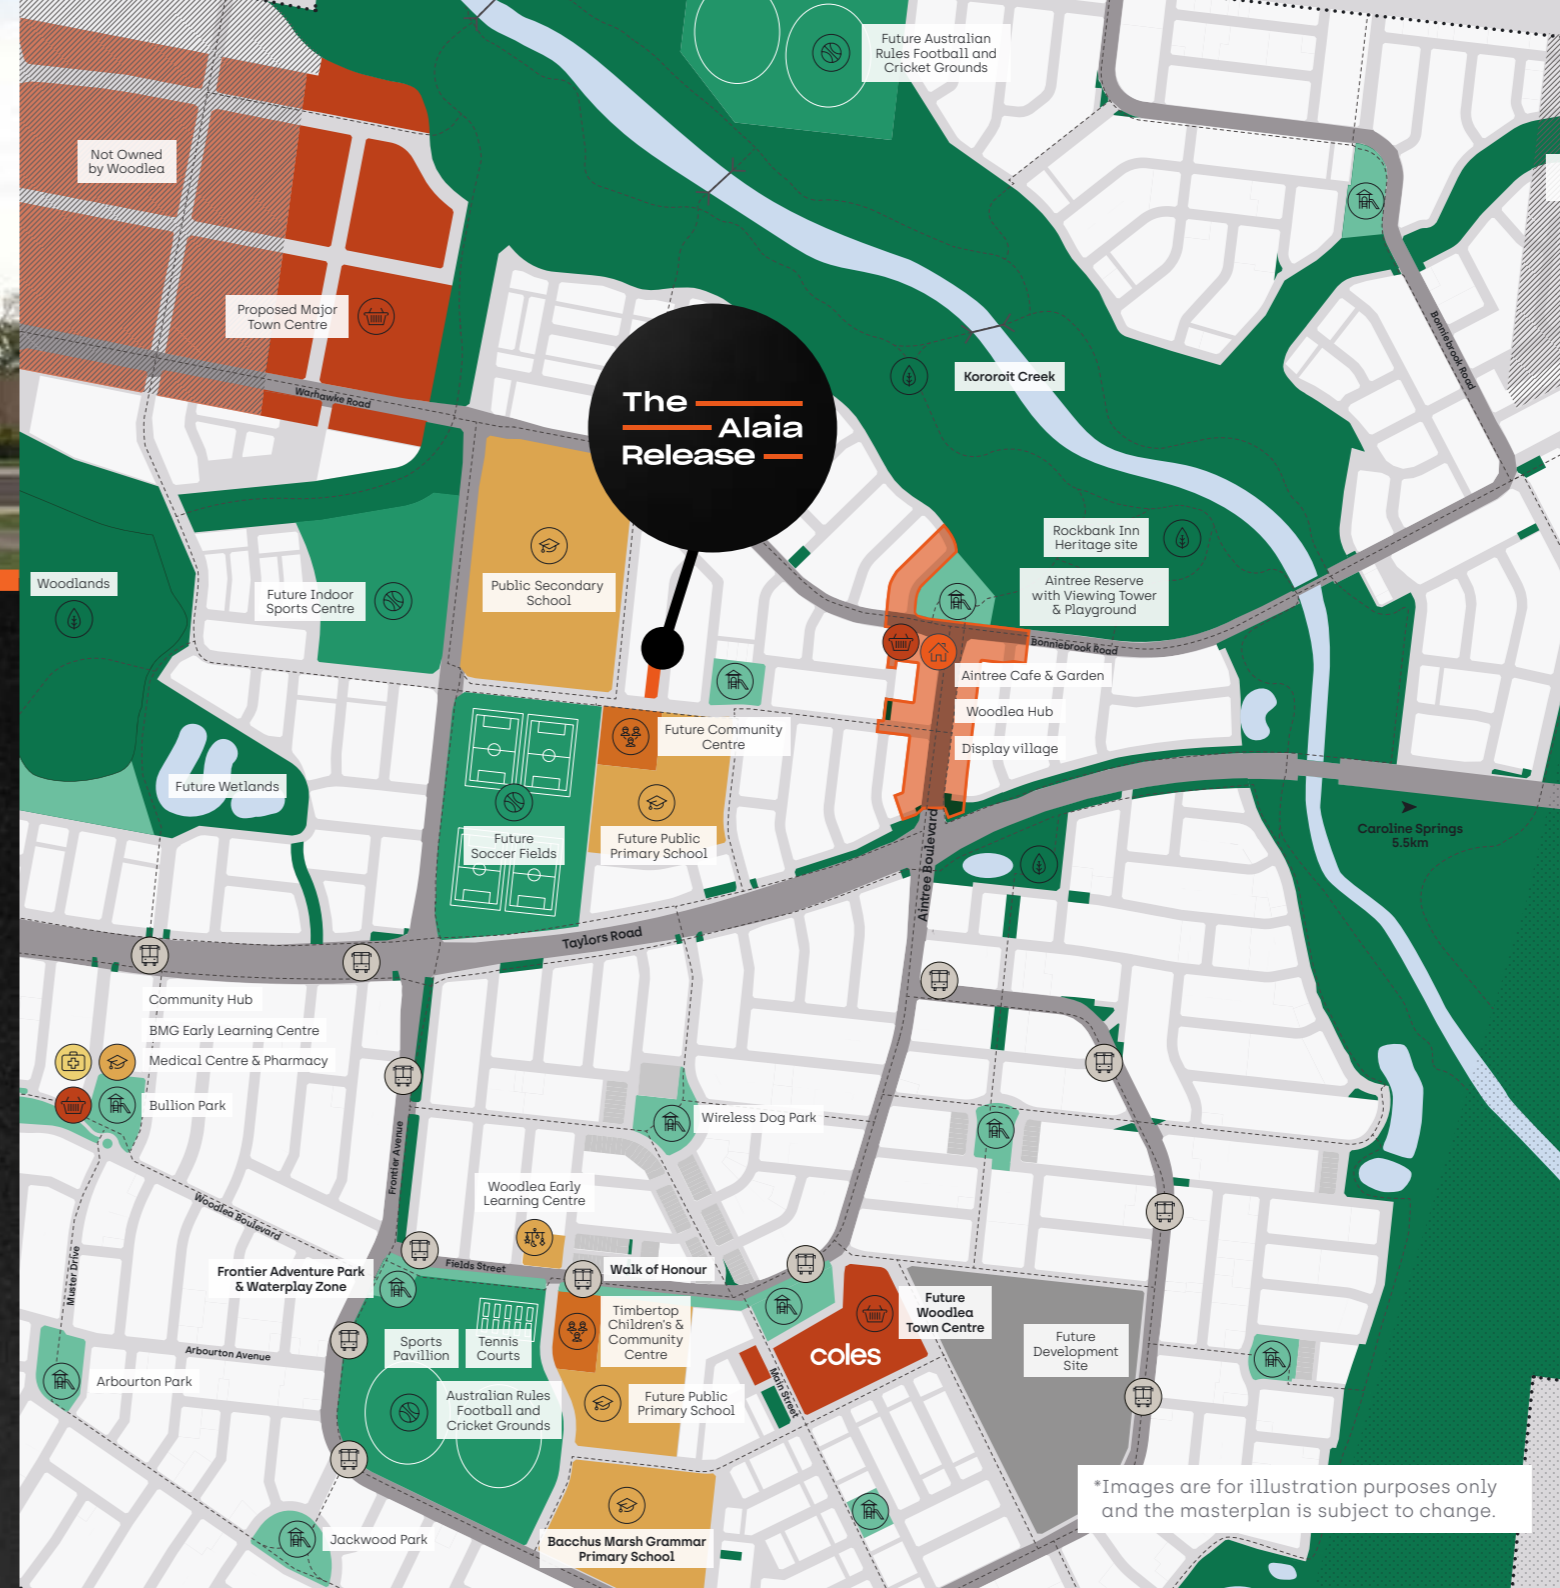 Future Australian
Rules Football and
Cricket Grounds
Not Owned
by Woodlea
Proposed Major
Town Centre
Warhawke Road
Bonniebrook Road
Kororoit Creek
The
Alaia
Release
Rockbank Inn
Heritage site
Aintree Reserve
with Viewing Tower
& Playground
Woodlands
Future Indoor
Sports Centre
Public Secondary
School
Bonniebrook Road
Aintree Cafe & Garden
Woodlea Hub
Display village
Future Community
Centre
Future Wetlands
Future
Soccer Fields
Future Public
Primary School
Aintree Boulevard
Caroline Springs
5.5km
Taylors Road
Community Hub
BMG Early Learning Centre
Medical Centre & Pharmacy
Bullion Park
Wireless Dog Park
Frontier Avenue
Woodlea Early
Learning Centre
Woodlea Boulevard
Muster Drive
Frontier Adventure Park
& Waterplay Zone
Fields Street
Walk of Honour
Timbertop
Children's &
Community
Centre
Future
Woodlea
Town Centre
Sports
Pavillion
Tennis
Courts
Future
Development
Site
coles
Arbourton Avenue
Arbourton Park
Main Street
Australian Rules
Football and
Cricket Grounds
Future Public
Primary School
*Images are for illustration purposes only
and the masterplan is subject to change.
Jackwood Park
Bacchus Marsh Grammar
Primary School